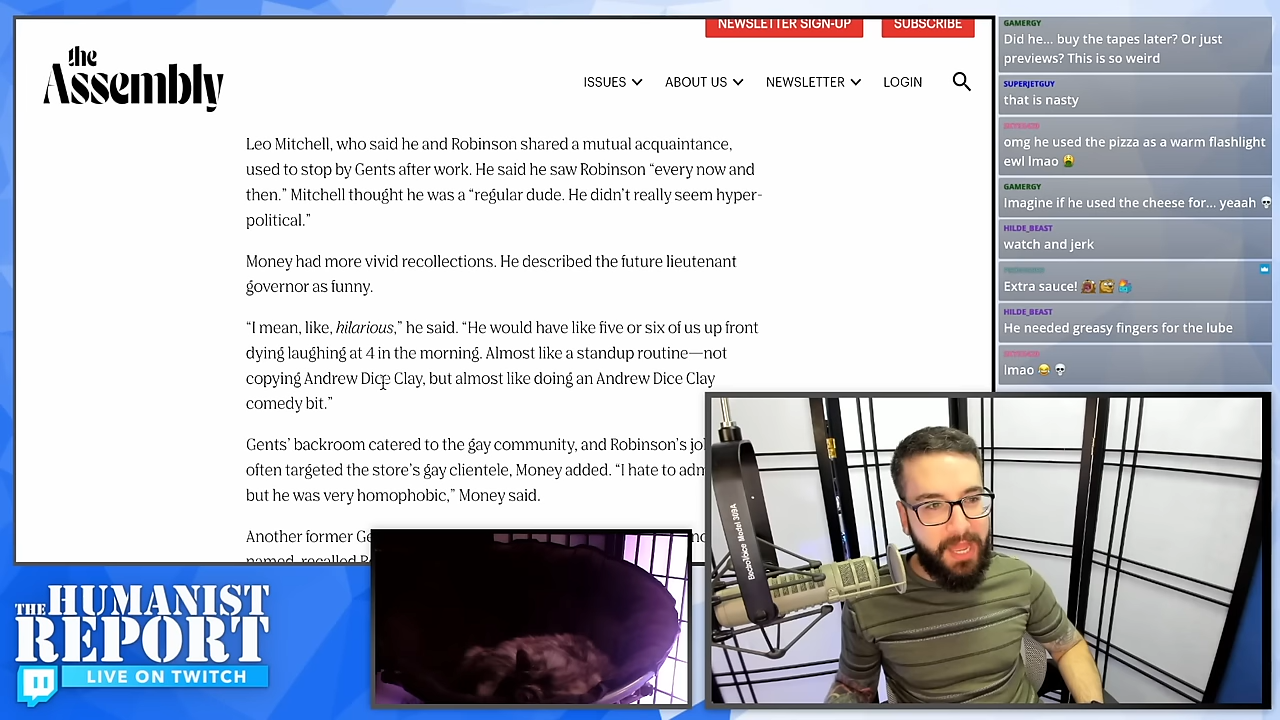 NEWSLETTER SIGN-UP
SUBSCRIBE
the
Assembly
ISSUES
ABOUT US
NEWSLETTER
LOGIN
Leo Mitchell, who said he and Robinson shared a mutual acquaintance,
used to stop by Gents after work. He said he saw Robinson “every now and
then.” Mitchell thought he was a “regular dude. He didn’t really seem hyper-
political.”
Money had more vivid recollections. He described the future lieutenant
governor as funny.
“I mean, like, hilarious,” he said. “He would have like five or six of us up front
dying laughing at 4 in the morning. Almost like a standup routine—not
copying Andrew Dice Clay, but almost like doing an Andrew Dice Clay
comedy bit.”
Gents’ backroom catered to the gay community, and Robinson’s jo
often targeted the store’s gay clientele, Money added. “I hate to adm
but he was very homophobic,” Money said.
Another former Ge
named, recalled R
GAMERGY
Did he... buy the tapes later? Or just
previews? This is so weird
SUPERJETGUY
that is nasty
omg he used the pizza as a warm flashlight
ewl lmao 🤮
GAMERGY
Imagine if he used the cheese for... yeaah 💀
HILDE_BEAST
watch and jerk
Extra sauce!
HILDE_BEAST
He needed greasy fingers for the lube
lmao 😂 💀
THE HUMANIST
REPORT
LIVE ON TWITCH
BackVoice Model 309A